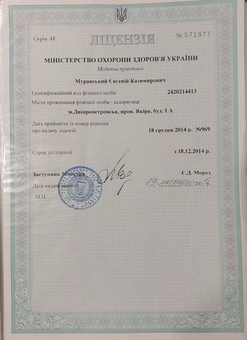 Серія АЕ
ЛІЦЕНЗІЯ
№ 571977
МІНІСТЕРСТВО ОХОРОНИ ЗДОРОВ'Я УКРАЇНИ
Медична практика
Муравський Євгеній Казимирович
Ідентифікаційний код фізичної особи 2420214413
Місце проживання фізичної особи - підприємця
м.Дніпропетровськ, пров. Якіра, буд. 1 А
Дата прийняття та номер рішення
про видачу ліцензії 18 грудня 2014 р. №969
Строк дії ліцензії з 18.12.2014
Заступник Міністра
Дата видачі
М.П.